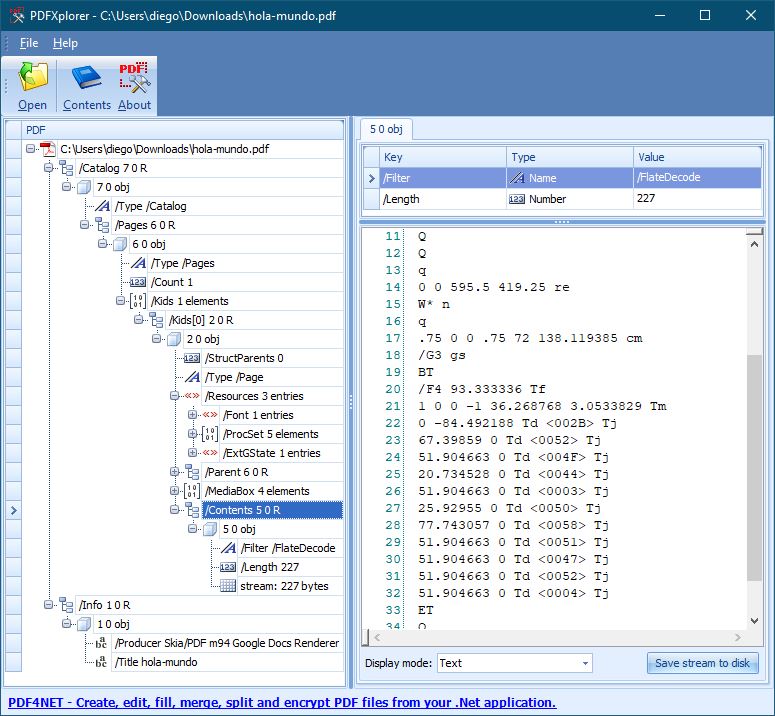 PDFXplorer - C:\Users\diego\Downloads\hola-mundo.pdf
File Help
Open Contents About
PDF
C:\Users\diego\Downloads\hola-mundo.pdf
/Catalog 7 0 R
7 0 obj
/Type /Catalog
/Pages 6 0 R
6 0 obj
/Type /Pages
/Count 1
/Kids 1 elements
/Kids[0] 2 0 R
2 0 obj
/StructParents 0
/Type /Page
/Resources 3 entries
/Font 1 entries
/ProcSet 5 elements
/ExtGState 1 entries
/Parent 6 0 R
/MediaBox 4 elements
/Contents 5 0 R
5 0 obj
/Filter /FlateDecode
/Length 227
stream: 227 bytes
/Info 1 0 R
1 0 obj
/Producer Skia/PDF m94 Google Docs Renderer
/Title hola-mundo
5 0 obj
Key Type Value
/Filter Name /FlateDecode
/Length 123 Number 227
11 Q
12 Q
13 q
14 0 0 595.5 419.25 re
15 W* n
16 q
17 .75 0 0 .75 72 138.119385 cm
18 /G3 gs
19 BT
20 /F4 93.333336 Tf
21 1 0 0 -1 36.268768 3.0533829 Tm
22 0 -84.492188 Td <002B> Tj
23 67.39859 0 Td <0052> Tj
24 51.904663 0 Td <004F> Tj
25 20.734528 0 Td <0044> Tj
26 51.904663 0 Td <0003> Tj
27 25.92955 0 Td <0050> Tj
28 77.743057 0 Td <0058> Tj
29 51.904663 0 Td <0051> Tj
30 51.904663 0 Td <0047> Tj
31 51.904663 0 Td <0052> Tj
32 51.904663 0 Td <0004> Tj
33 ET
34 Q
Display mode: Text Save stream to disk
PDF4NET - Create, edit, fill, merge, split and encrypt PDF files from your .Net application.